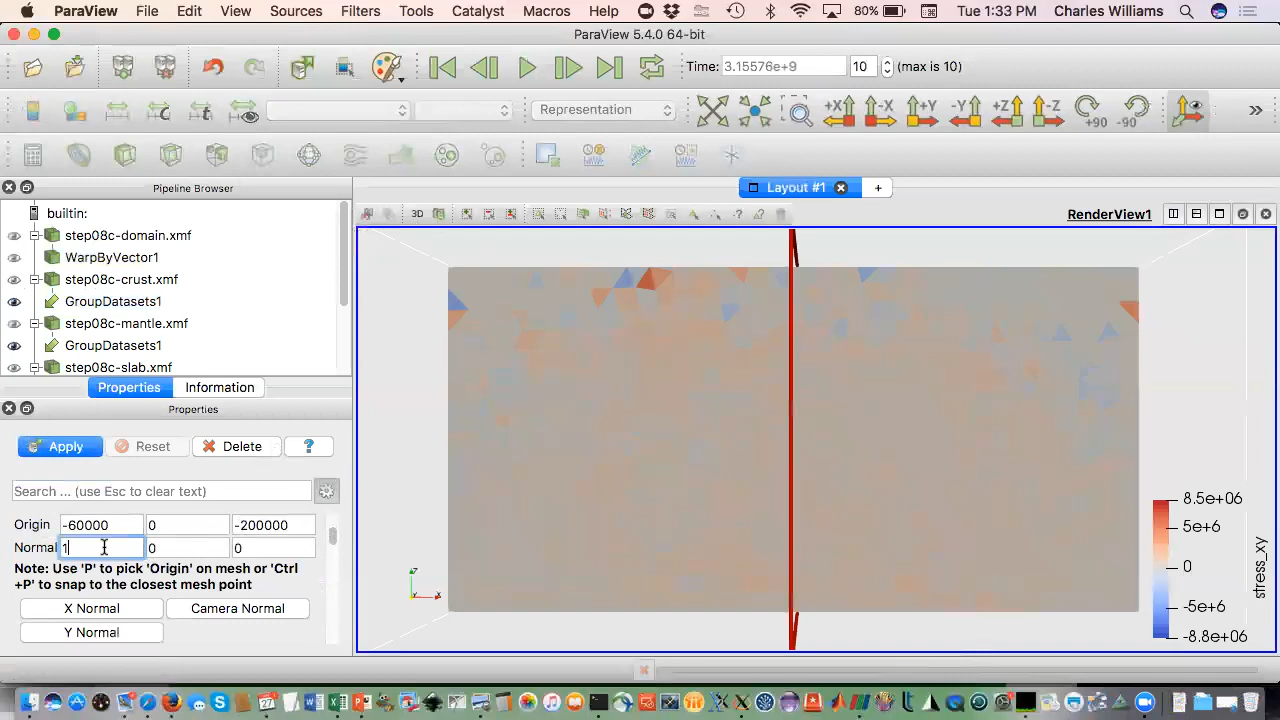 ParaView File Edit View Sources Filters Tools Catalyst Macros Help 80% Tue 1:33 PM Charles Williams
ParaView 5.4.0 64-bit
Time: 3.15576e+9 10 (max is 10)
Representation +X -X +Y -Y +Z -Z +90 -90 »
Pipeline Browser
Layout #1 +
builtin:
3D RenderView1
step08c-domain.xmf
WarpByVector1
step08c-crust.xmf
GroupDatasets1
step08c-mantle.xmf
GroupDatasets1
step08c-slab.xmf
Properties Information
Properties
Apply Reset Delete ?
Search ... (use Esc to clear text)
Origin -60000 0 -200000
Normal 1 0 0
Note: Use 'P' to pick 'Origin' on mesh or 'Ctrl
+P' to snap to the closest mesh point
X Normal Camera Normal
Y Normal
8.5e+06
5e+6
0
-5e+6
-8.8e+06
stress_xy